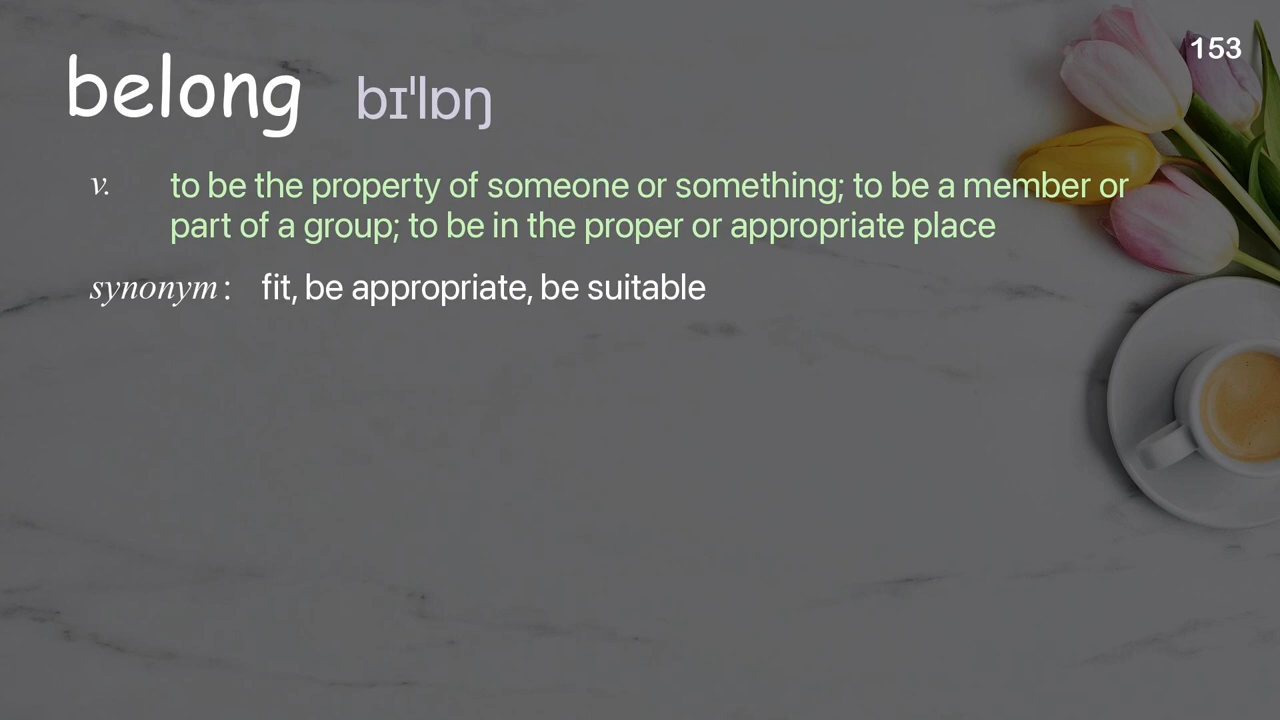 153
belong bɪˈlɒŋ
v. to be the property of someone or something; to be a member or
part of a group; to be in the proper or appropriate place
synonym: fit, be appropriate, be suitable